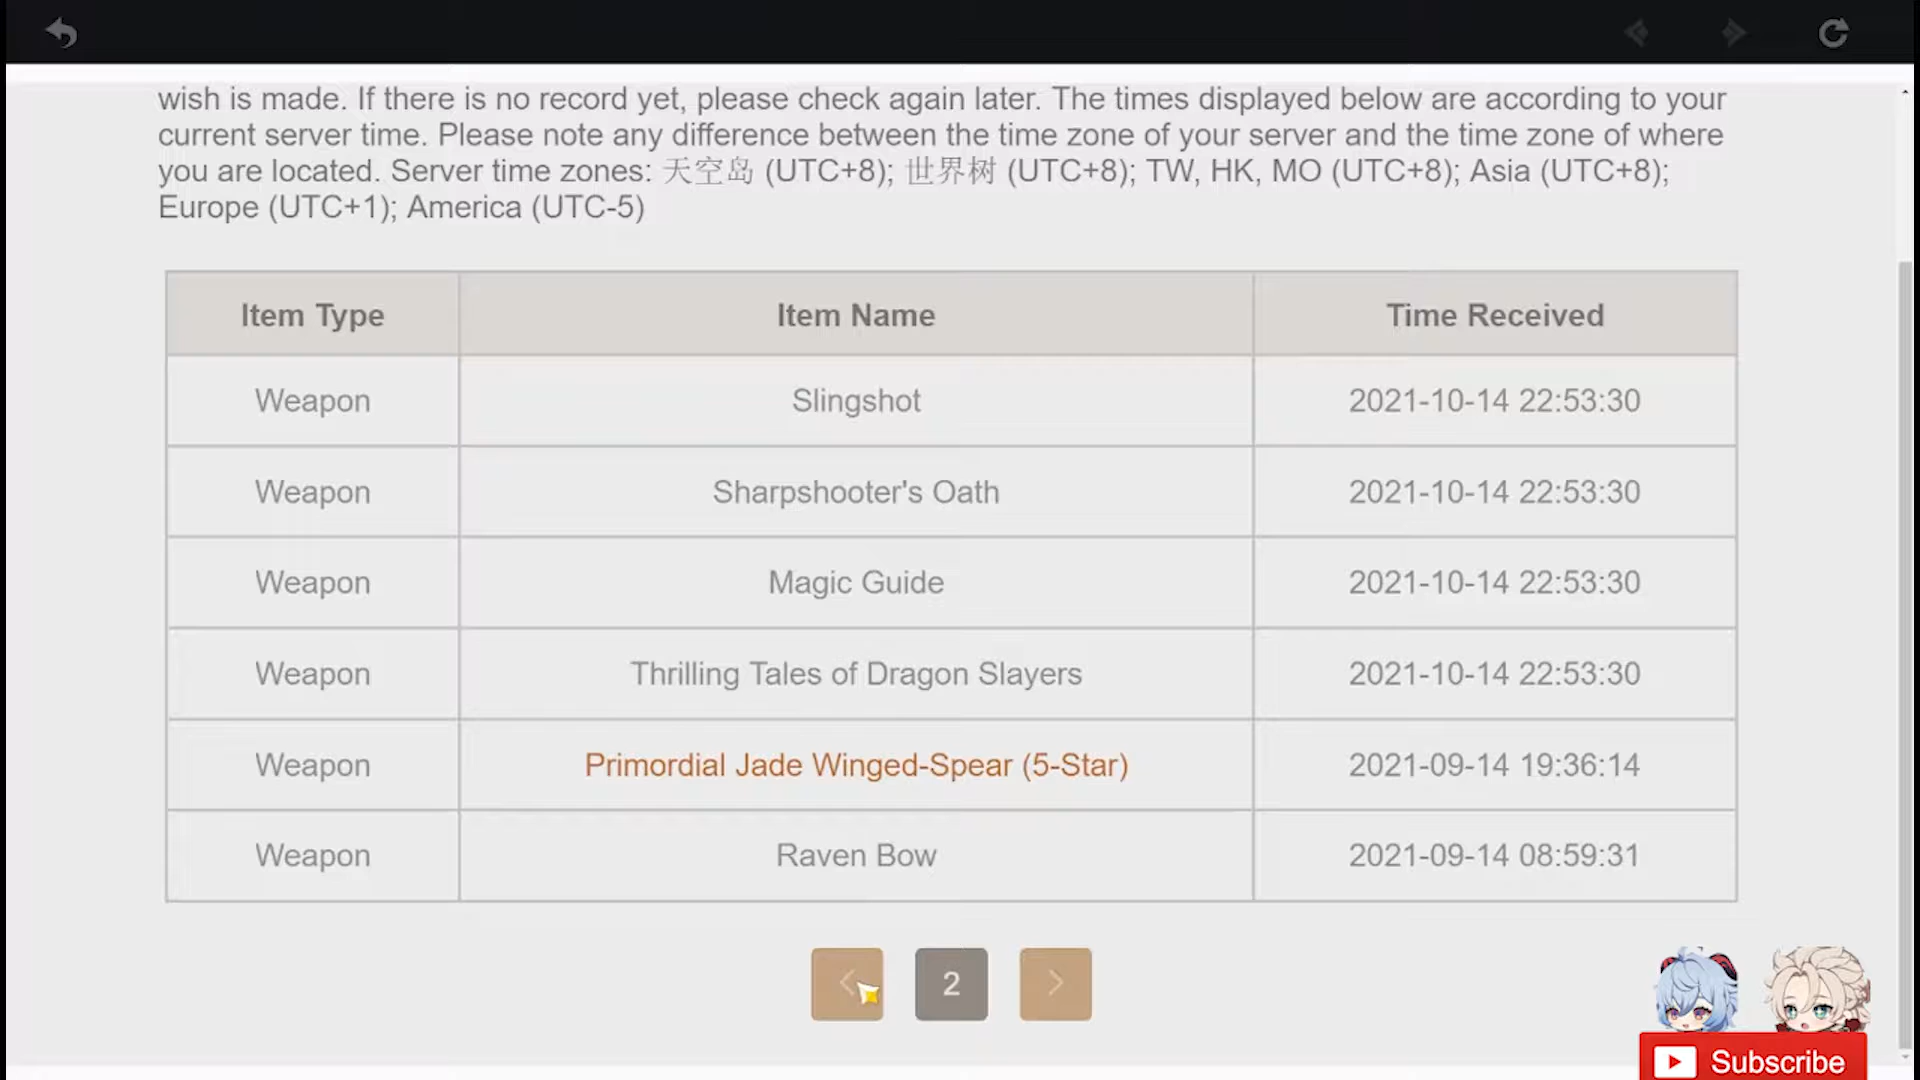 wish is made. If there is no record yet, please check again later. The times displayed below are according to your
current server time. Please note any difference between the time zone of your server and the time zone of where
you are located. Server time zones: 天空岛 (UTC+8); 世界树 (UTC+8); TW, HK, MO (UTC+8); Asia (UTC+8);
Europe (UTC+1); America (UTC-5)
Item Type Item Name Time Received
Weapon Slingshot 2021-10-14 22:53:30
Weapon Sharpshooter's Oath 2021-10-14 22:53:30
Weapon Magic Guide 2021-10-14 22:53:30
Weapon Thrilling Tales of Dragon Slayers 2021-10-14 22:53:30
Weapon Primordial Jade Winged-Spear (5-Star) 2021-09-14 19:36:14
Weapon Raven Bow 2021-09-14 08:59:31
2
Subscribe